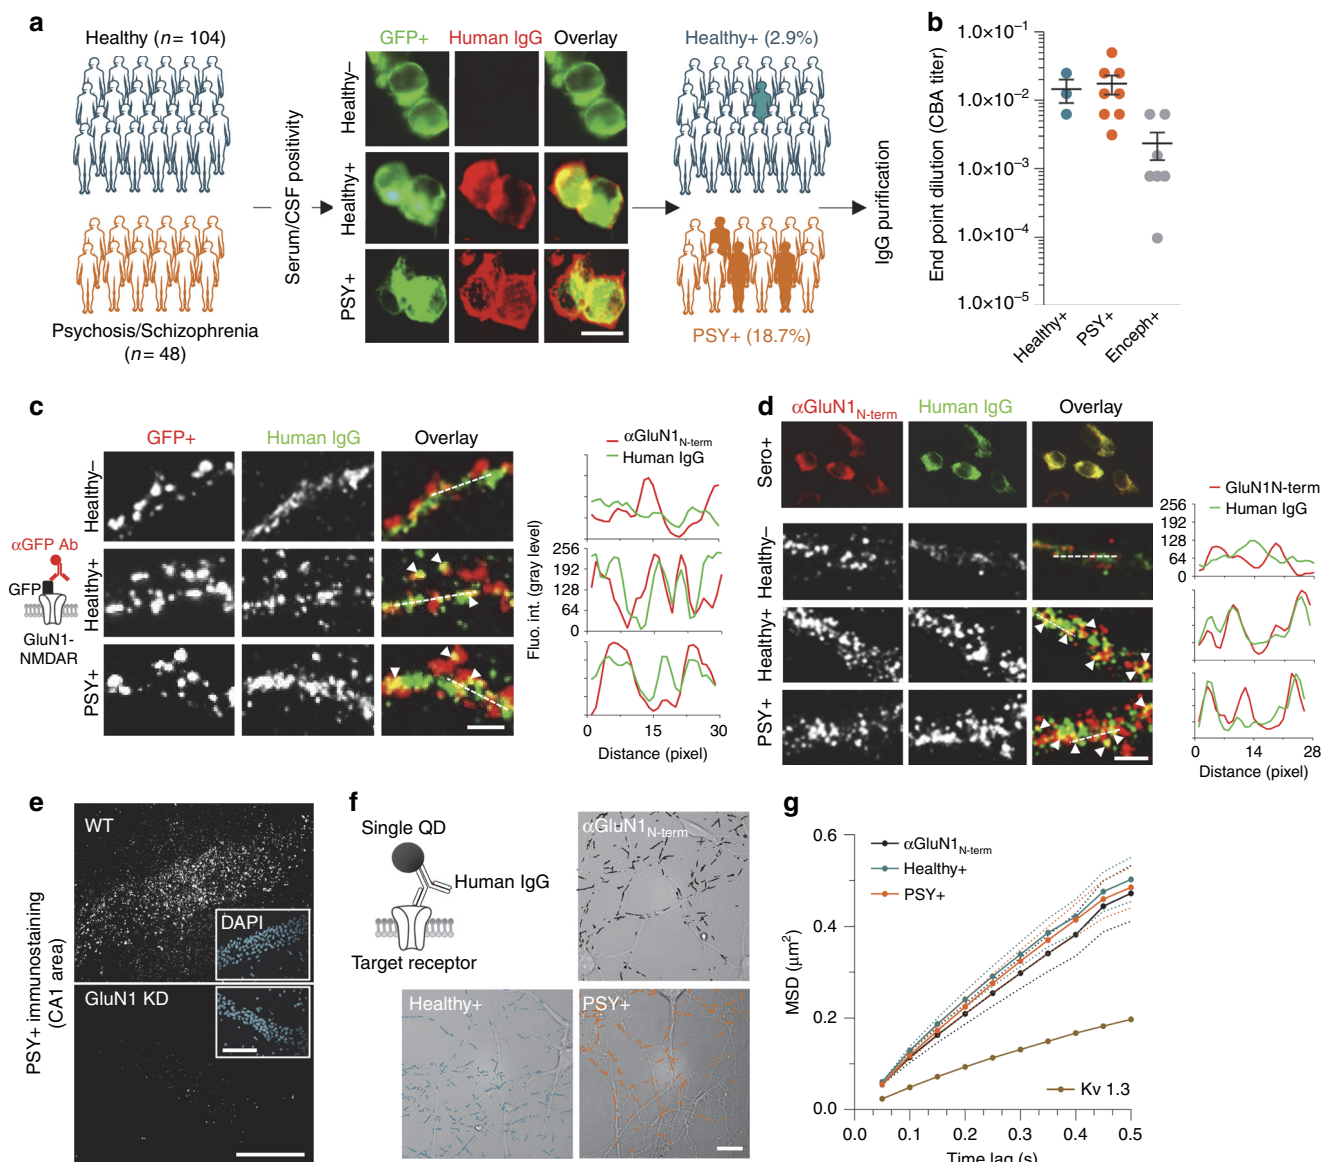 a
Healthy (n= 104)
Psychosis/Schizophrenia
(n= 48)
Serum/CSF positivity
GFP+ Human IgG Overlay
Healthy–
Healthy+
PSY+
Healthy+ (2.9%)
PSY+ (18.7%)
IgG purification
b
End point dilution (CBA titer)
1.0×10⁻¹
1.0×10⁻²
1.0×10⁻³
1.0×10⁻⁴
1.0×10⁻⁵
Healthy+ PSY+ Enceph+
c
GFP+ Human IgG Overlay
Healthy–
Healthy+
PSY+
αGFP Ab
GFP
GluN1-
NMDAR
αGluN1N-term
Human IgG
Fluo. int. (gray level)
256
192
128
64
0
0 15 30
Distance (pixel)
d
αGluN1N-term Human IgG Overlay
Sero+
Healthy–
Healthy+
PSY+
GluN1N-term
Human IgG
256
192
128
64
0
0 14 28
Distance (pixel)
e
PSY+ immunostaining
(CA1 area)
WT
DAPI
GluN1 KD
f
Single QD
Human IgG
Target receptor
αGluN1N-term
Healthy+
PSY+
g
MSD (μm²)
0.6
0.4
0.2
0.0
αGluN1N-term
Healthy+
PSY+
Kv 1.3
0.0 0.1 0.2 0.3 0.4 0.5
Time lag (s)